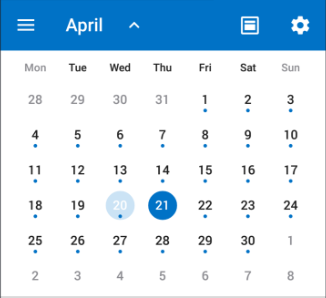 April
Mon Tue Wed Thu Fri Sat Sun
28 29 30 31 1 2 3
4 5 6 7 8 9 10
11 12 13 14 15 16 17
18 19 20 21 22 23 24
25 26 27 28 29 30 1
2 3 4 5 6 7 8